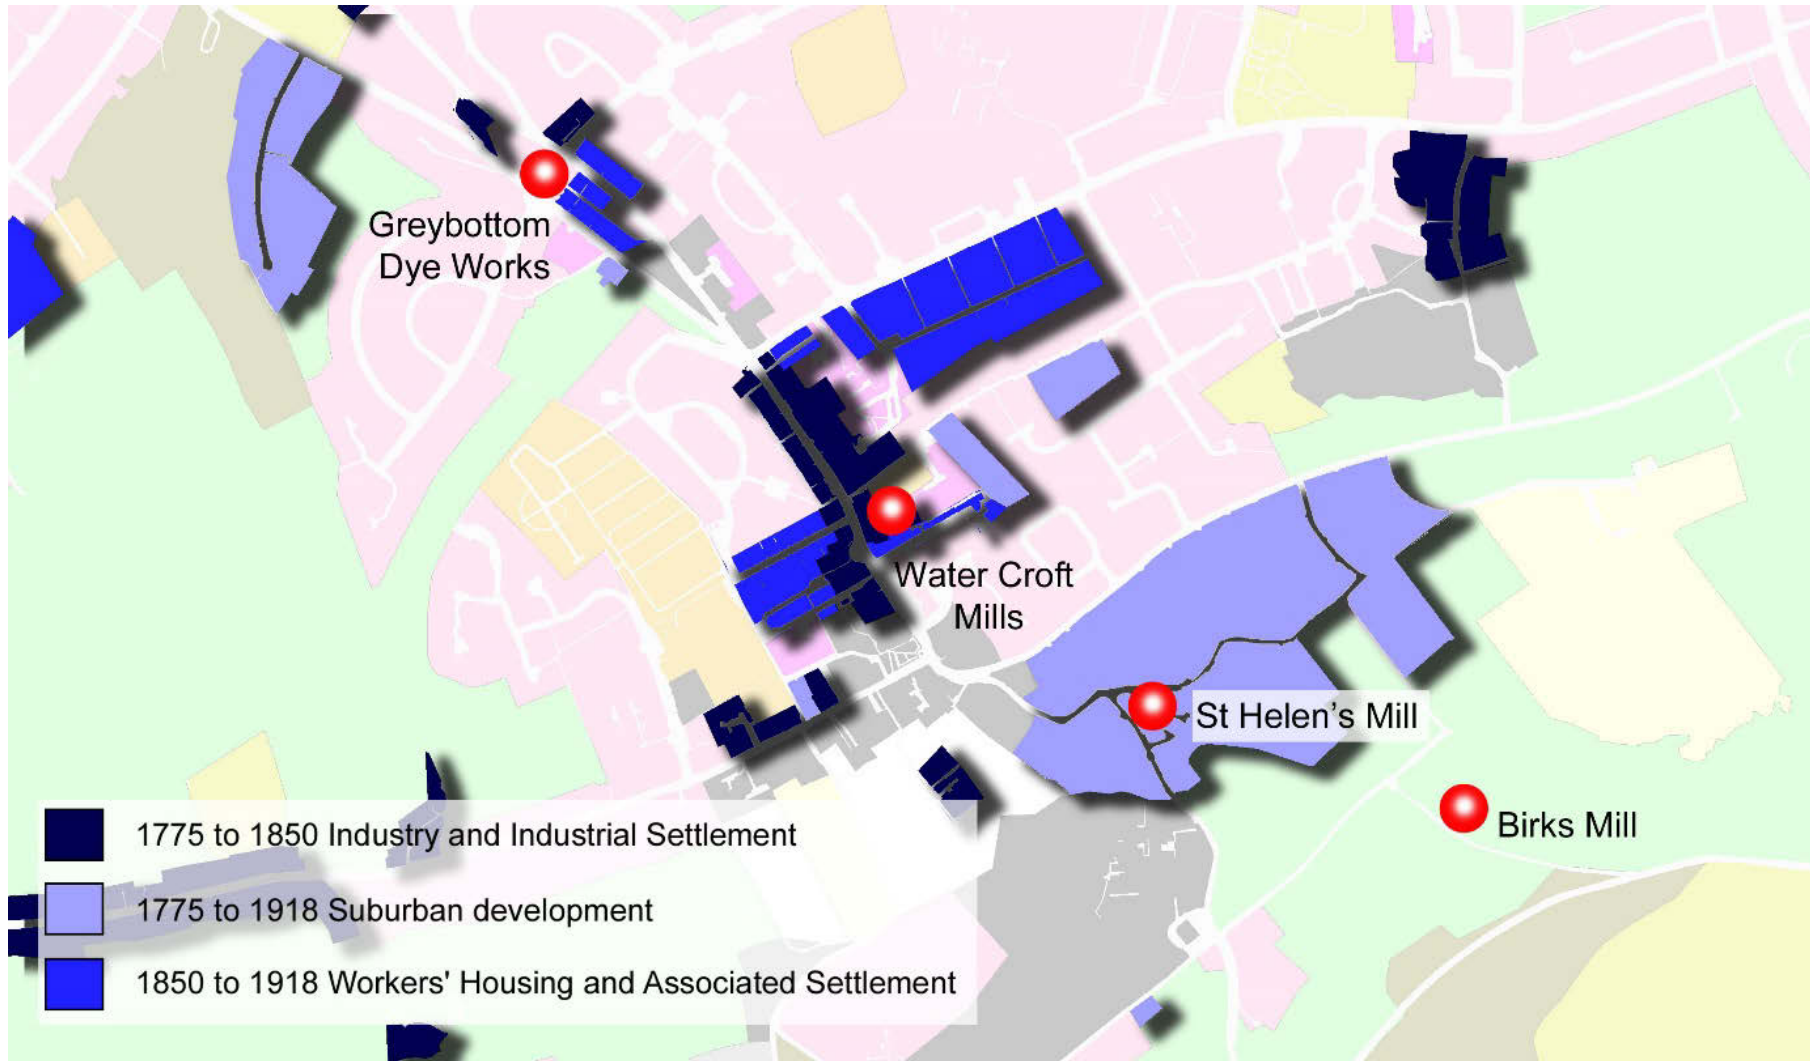 Greybottom
Dye Works
Water Croft
Mills
St Helen's Mill
Birks Mill
1775 to 1850 Industry and Industrial Settlement
1775 to 1918 Suburban development
1850 to 1918 Workers' Housing and Associated Settlement